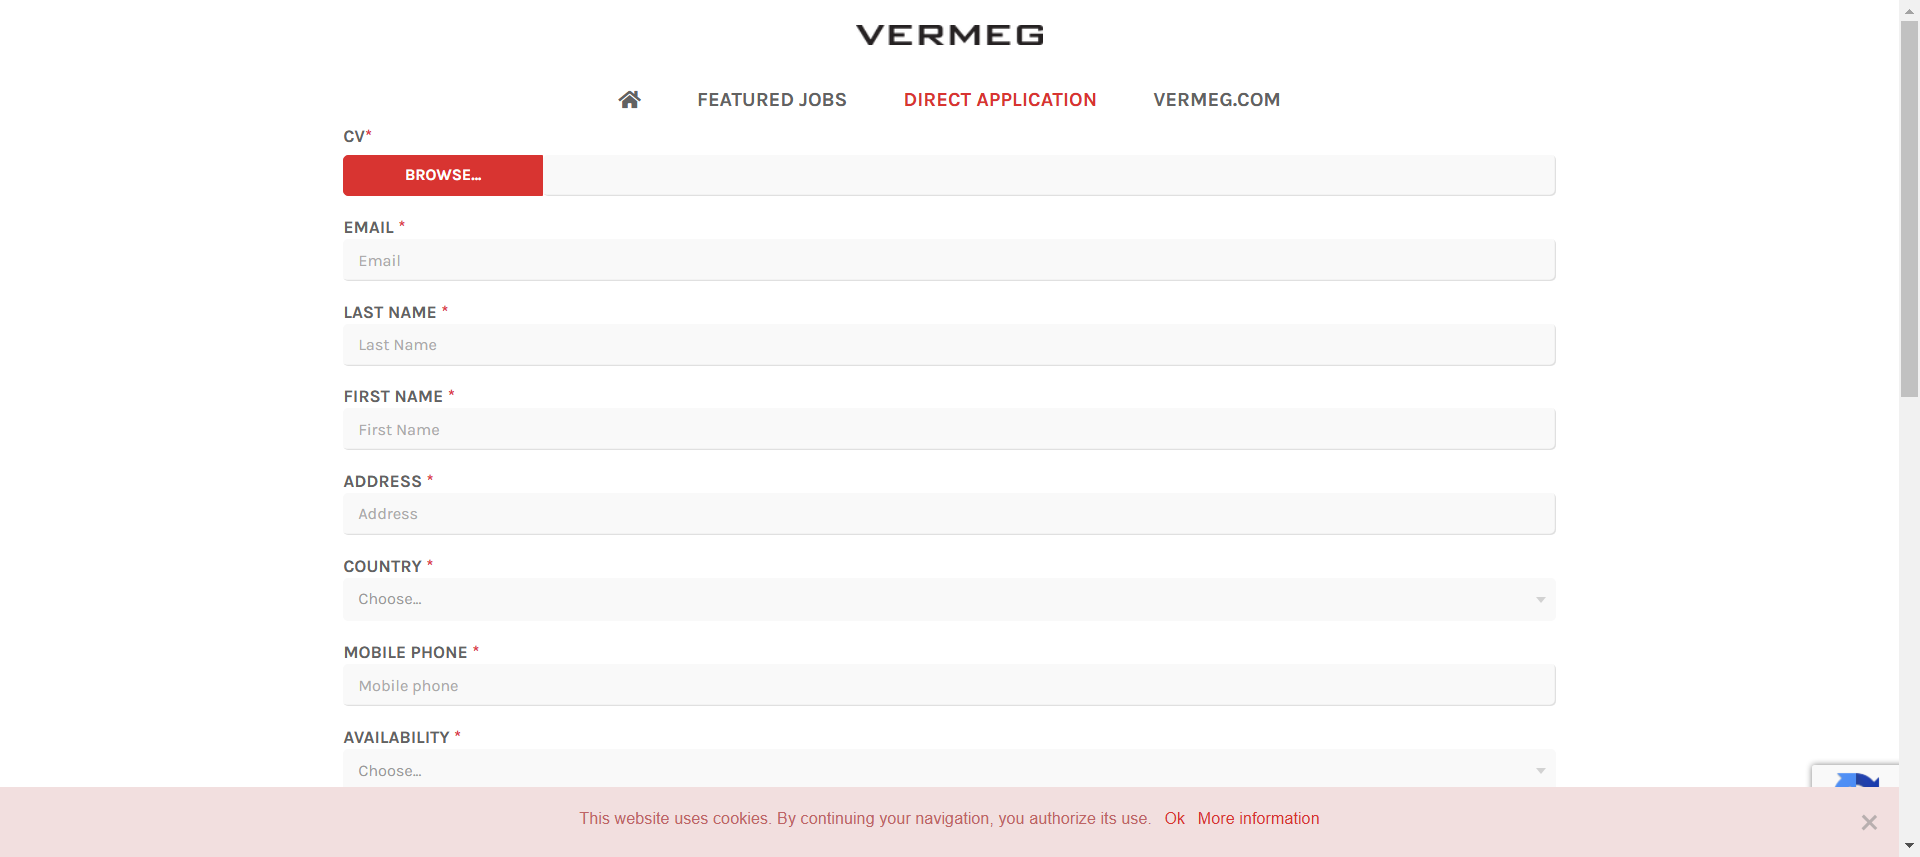 VERMEG
FEATURED JOBS DIRECT APPLICATION VERMEG.COM
CV*
BROWSE...
EMAIL *
Email
LAST NAME *
Last Name
FIRST NAME *
First Name
ADDRESS *
Address
COUNTRY *
Choose...
MOBILE PHONE *
Mobile phone
AVAILABILITY *
Choose...
This website uses cookies. By continuing your navigation, you authorize its use. Ok More information